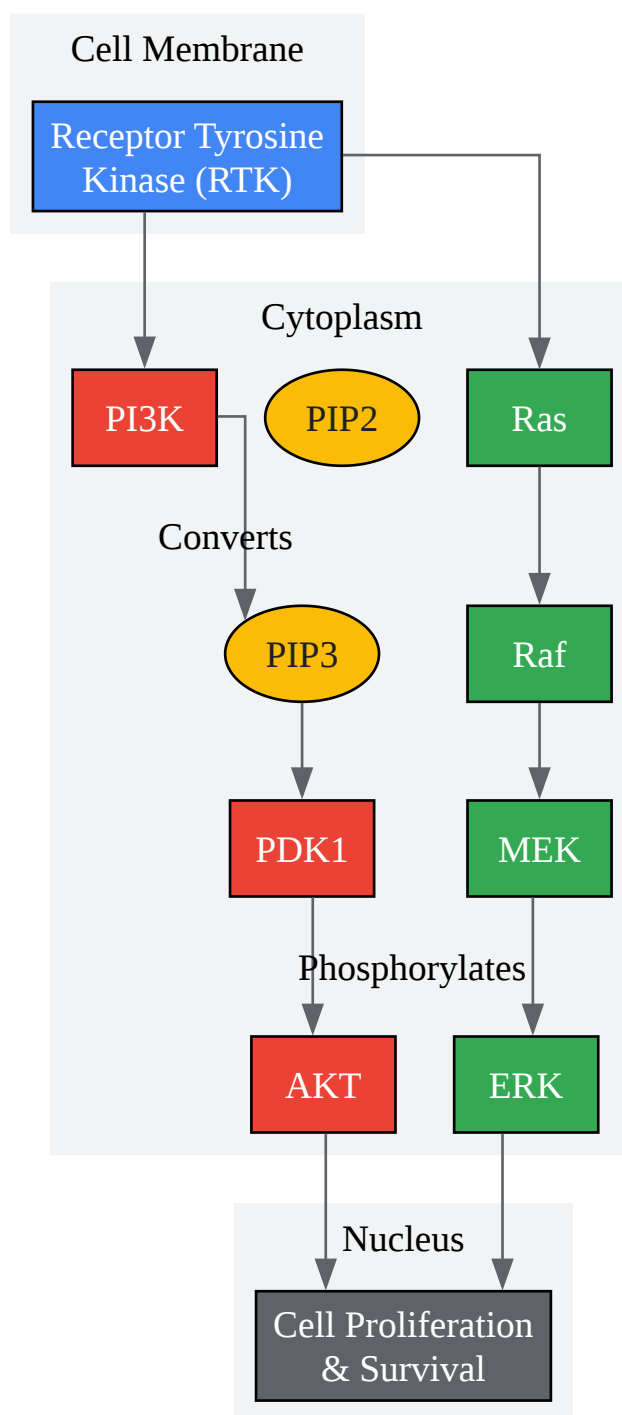 Cell Membrane
Receptor Tyrosine
Kinase (RTK)
Cytoplasm
PI3K
PIP2
Ras
Converts
PIP3
Raf
PDK1
MEK
Phosphorylates
AKT
ERK
Nucleus
Cell Proliferation
& Survival